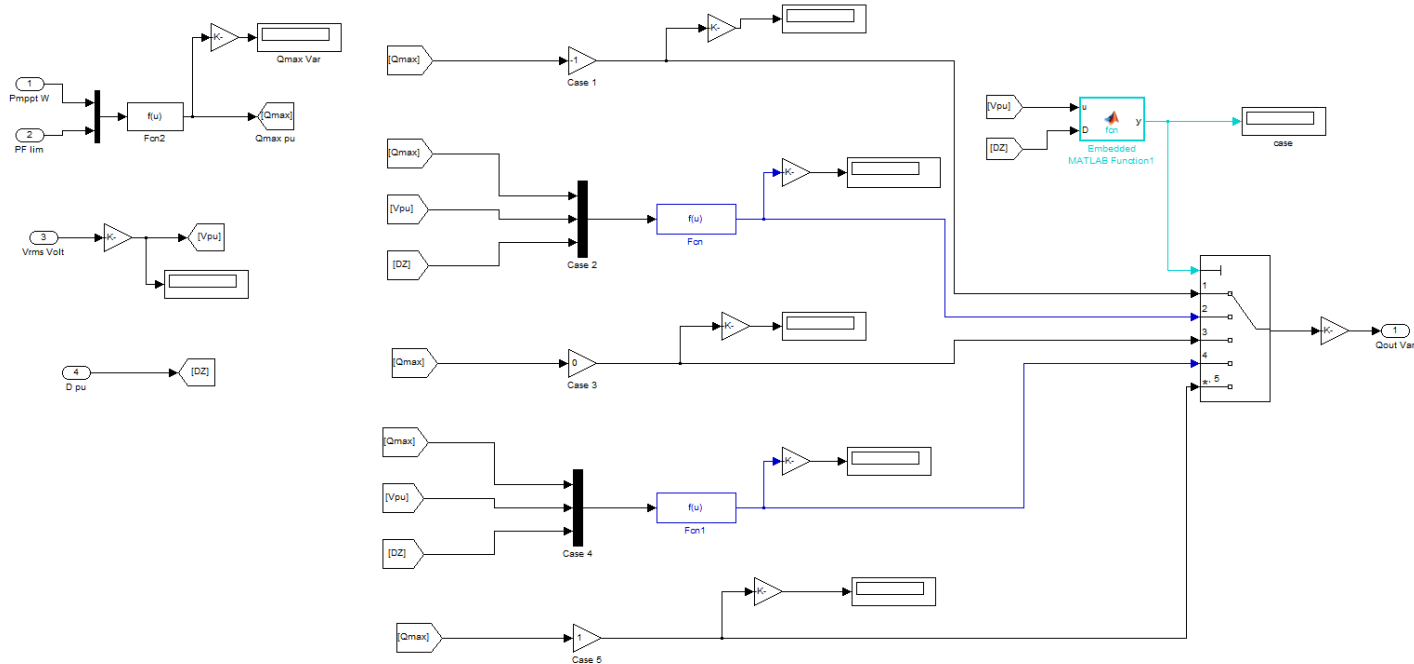 K-
Qmax Var
1
Pmppt W
2
PF lim
f(u)
Fcn2
[Qmax]
Qmax pu
3
Vrms Volt
K-
[Vpu]
4
D pu
[DZ]
[Qmax]
-1
Case 1
K-
[Qmax]
[Vpu]
[DZ]
Case 2
f(u)
Fcn
K-
[Qmax]
0
Case 3
K-
[Qmax]
[Vpu]
[DZ]
Case 4
f(u)
Fcn1
K-
[Qmax]
1
Case 5
K-
[Vpu]
[DZ]
u
D
fcn
y
Embedded
MATLAB Function1
case
1
2
3
4
*, 5
K-
1
Qout Var